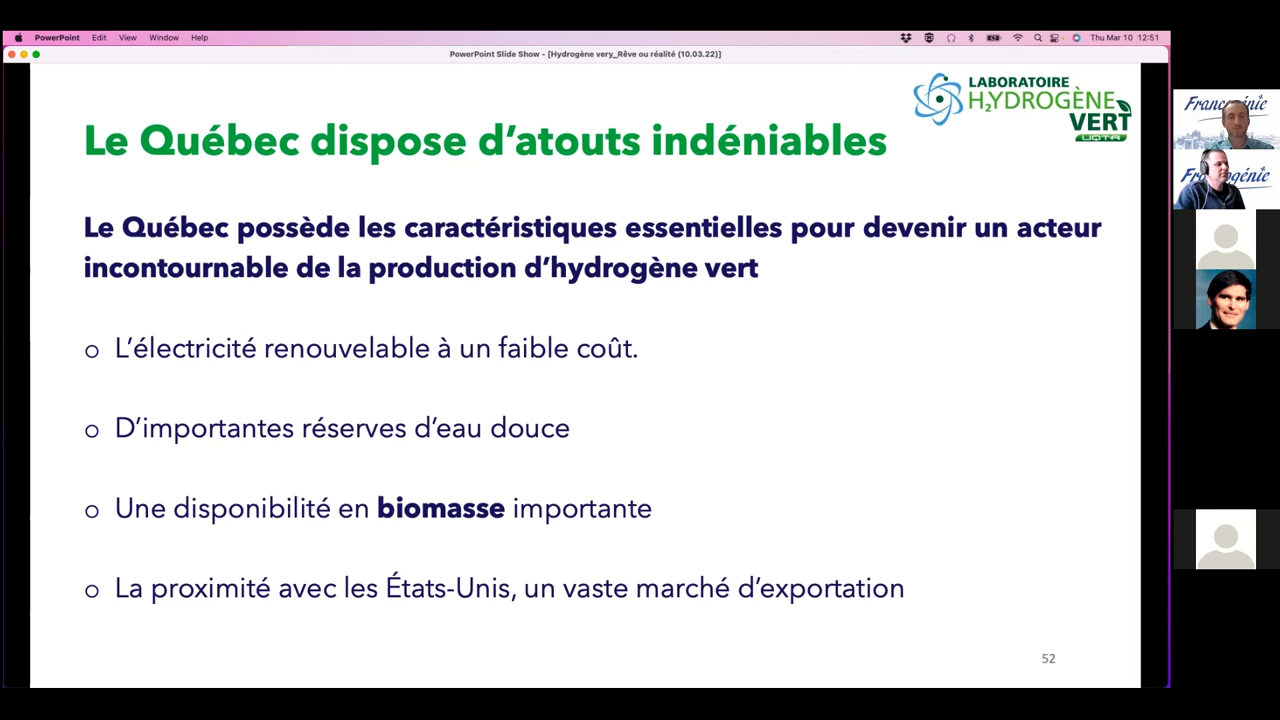 PowerPoint Edit View Window Help Thu Mar 10 12:51
PowerPoint Slide Show - [Hydrogène very_Rêve ou réalité (10.03.22)]
LABORATOIRE
H₂YDROGÈNE
VERT
UQTR
Le Québec dispose d’atouts indéniables
Le Québec possède les caractéristiques essentielles pour devenir un acteur
incontournable de la production d’hydrogène vert
o L’électricité renouvelable à un faible coût.
o D’importantes réserves d’eau douce
o Une disponibilité en biomasse importante
o La proximité avec les États-Unis, un vaste marché d’exportation
52